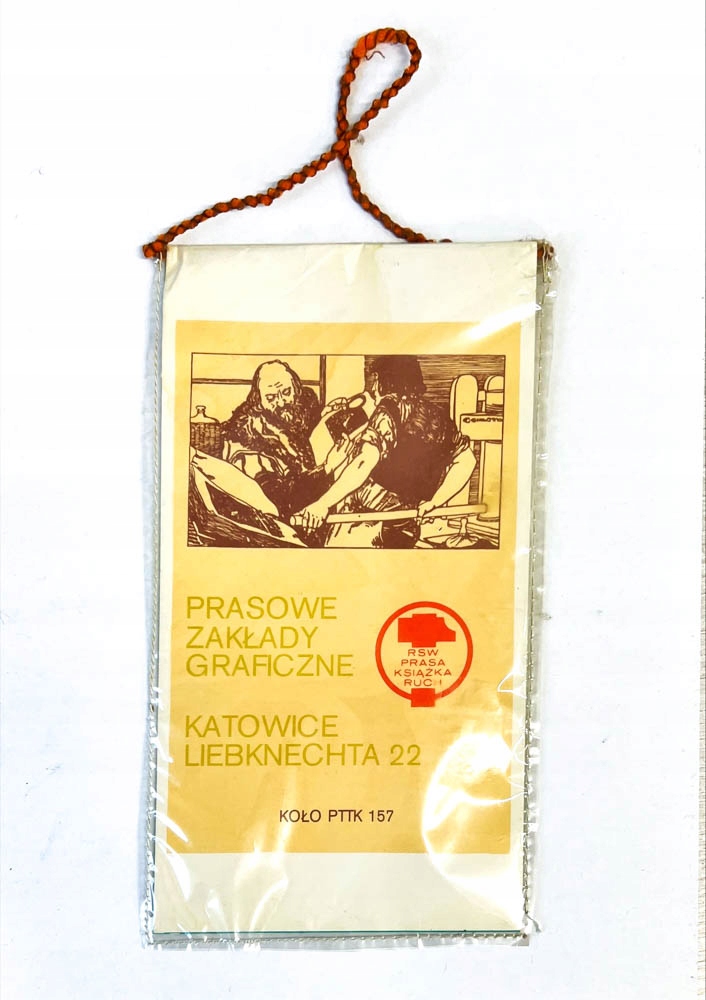 PRASOWE
ZAKŁADY
GRAFICZNE
RSW
PRASA
KSIĄŻKA
RUCH
KATOWICE
LIEBKNECHTA 22
KOŁO PTTK 157